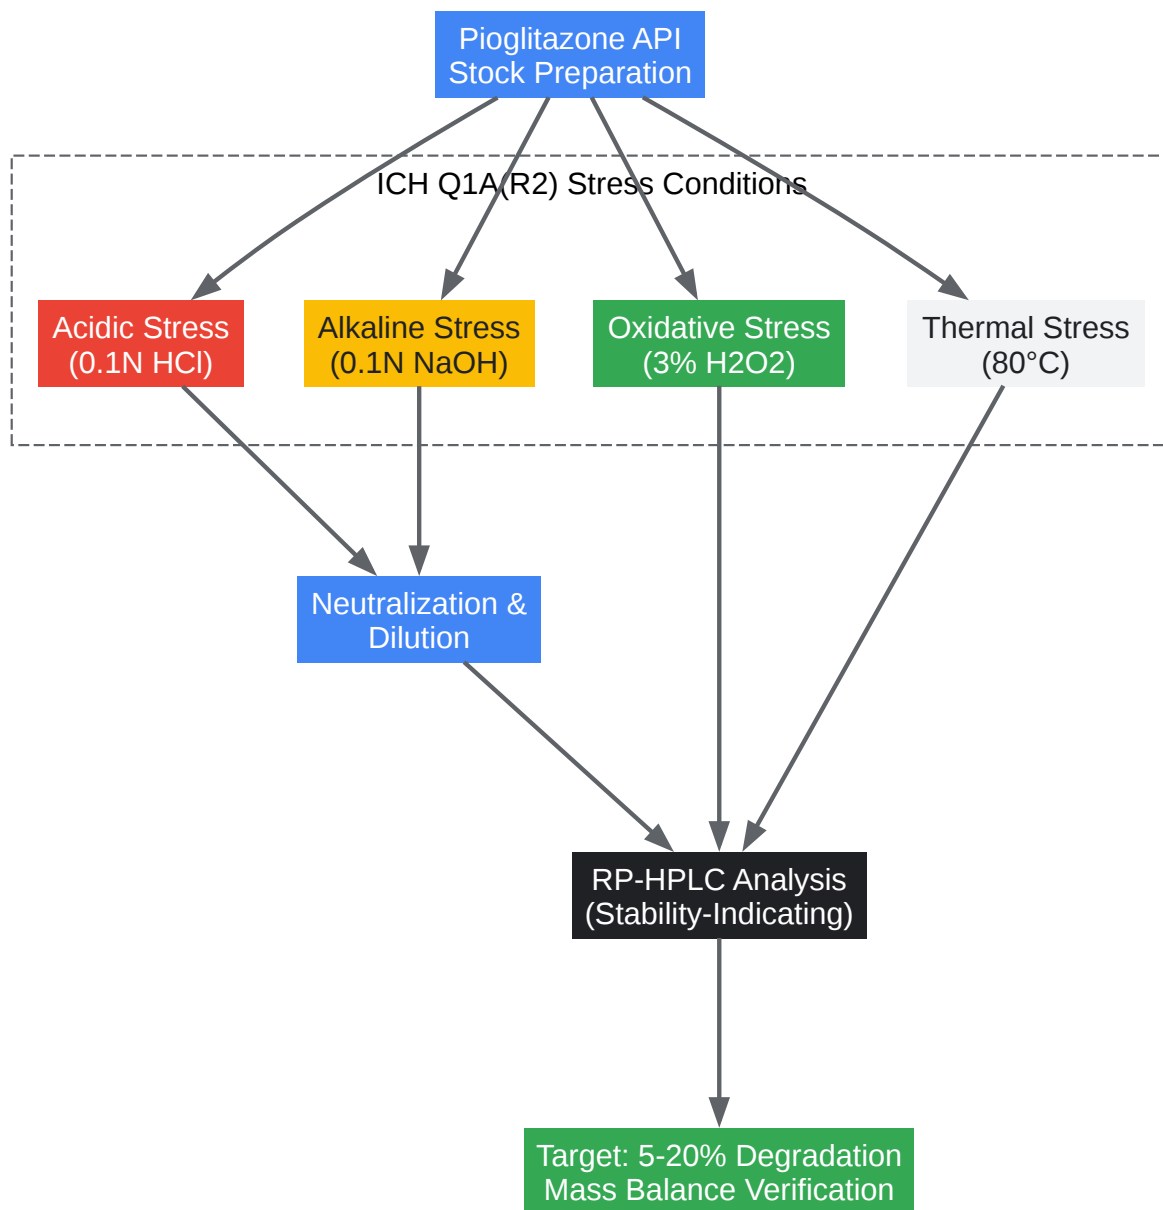 Pioglitazone API
Stock Preparation
ICH Q1A(R2) Stress Conditions
Acidic Stress
(0.1N HCl)
Alkaline Stress
(0.1N NaOH)
Oxidative Stress
(3% H2O2)
Thermal Stress
(80°C)
Neutralization &
Dilution
RP-HPLC Analysis
(Stability-Indicating)
Target: 5-20% Degradation
Mass Balance Verification